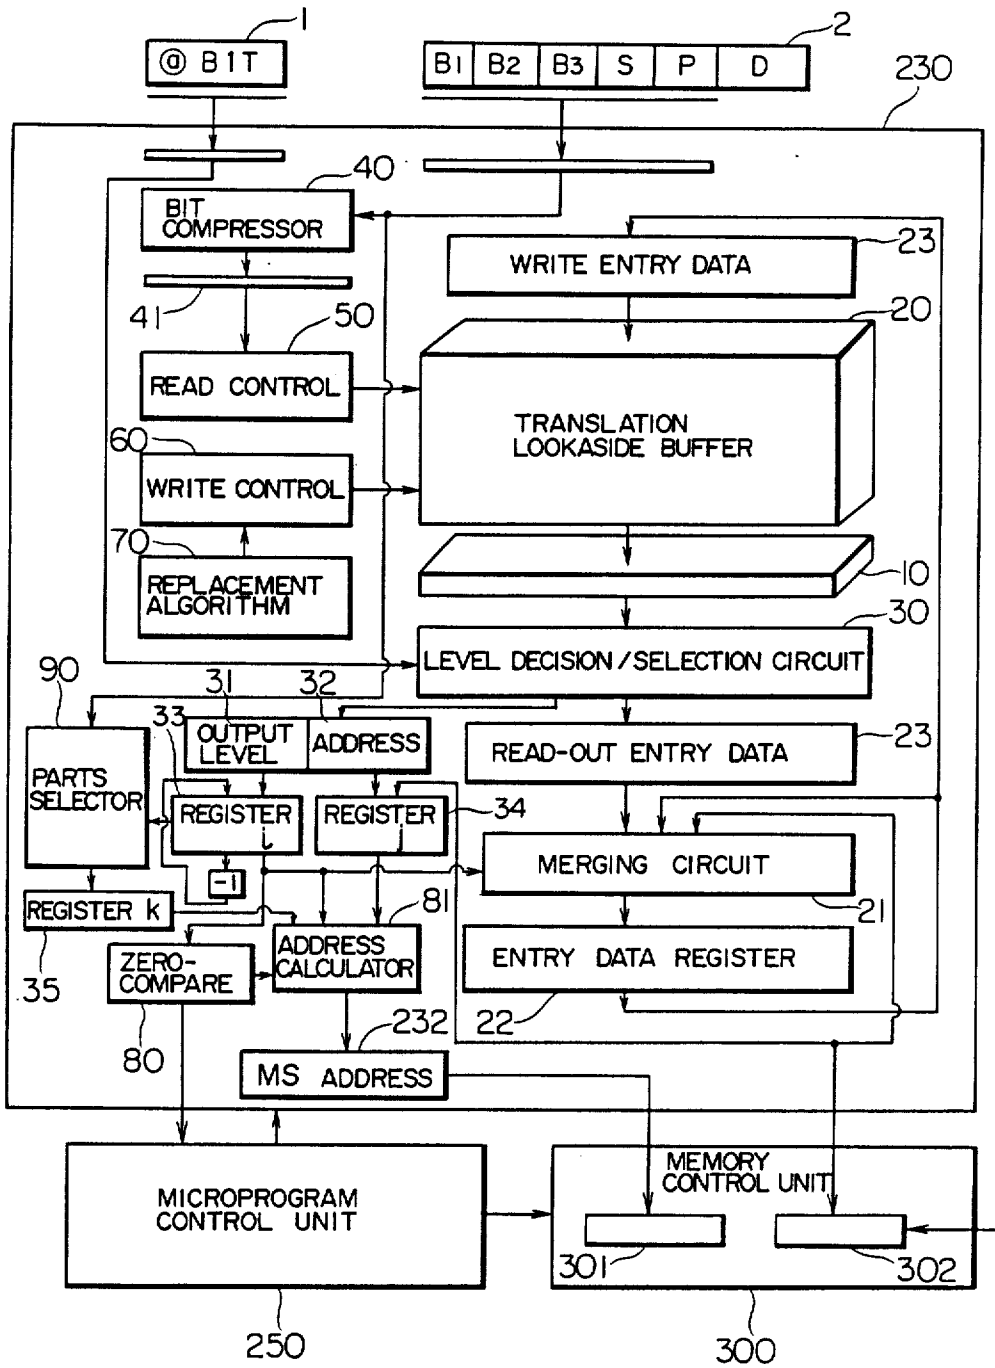 1
2
ⓐ B1T
B1 B2 B3 S P D
230
40
BIT
COMPRESSOR
23
WRITE ENTRY DATA
41
50
20
READ CONTROL
TRANSLATION
LOOKASIDE BUFFER
60
WRITE CONTROL
70
REPLACEMENT
ALGORITHM
10
30
LEVEL DECISION/SELECTION CIRCUIT
90
31
32
33
OUTPUT
LEVEL
ADDRESS
23
READ-OUT ENTRY DATA
PARTS
SELECTOR
REGISTER
i
REGISTER
j
34
MERGING CIRCUIT
-1
REGISTER k
81
21
35
ZERO-
COMPARE
ADDRESS
CALCULATOR
ENTRY DATA REGISTER
80
232
22
MS ADDRESS
MICROPROGRAM
CONTROL UNIT
MEMORY
CONTROL UNIT
301
302
250
300